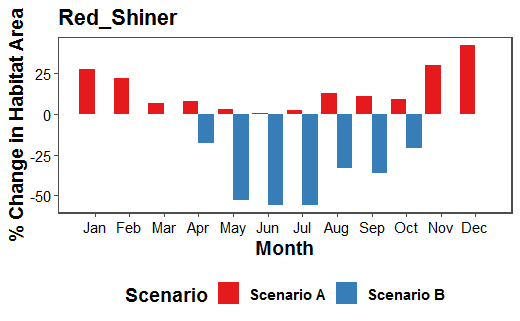 Red_Shiner
% Change in Habitat Area
25
0
-25
-50
Jan Feb Mar Apr May Jun Jul Aug Sep Oct Nov Dec
Month
Scenario Scenario A Scenario B